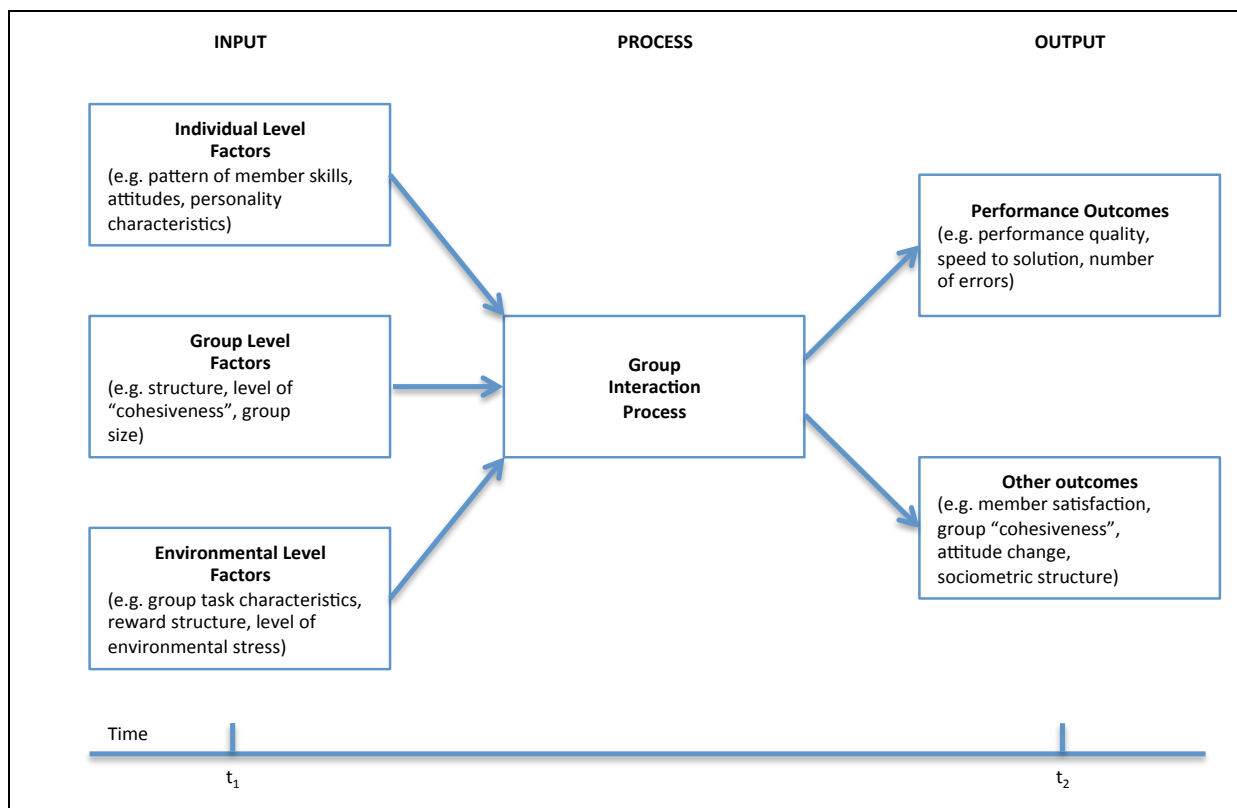 INPUT
PROCESS
OUTPUT
Individual Level
Factors
(e.g. pattern of member skills,
attitudes, personality
characteristics)
Group Level
Factors
(e.g. structure, level of
“cohesiveness”, group
size)
Environmental Level
Factors
(e.g. group task characteristics,
reward structure, level of
environmental stress)
Group
Interaction
Process
Performance Outcomes
(e.g. performance quality,
speed to solution, number
of errors)
Other outcomes
(e.g. member satisfaction,
group “cohesiveness”,
attitude change,
sociometric structure)
Time
t₁
t₂